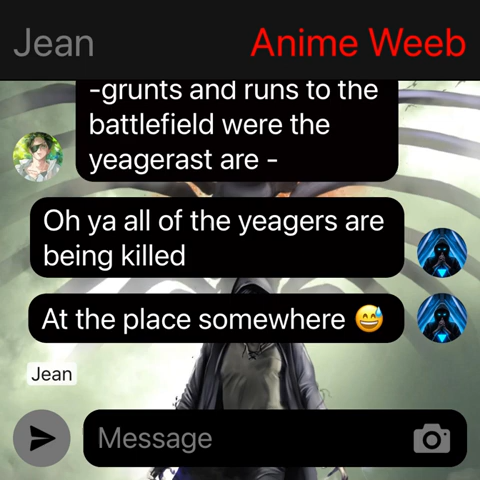 Jean
Anime Weeb
-grunts and runs to the
battlefield were the
yeagerast are -
Oh ya all of the yeagers are
being killed
At the place somewhere 😅
Jean
Message